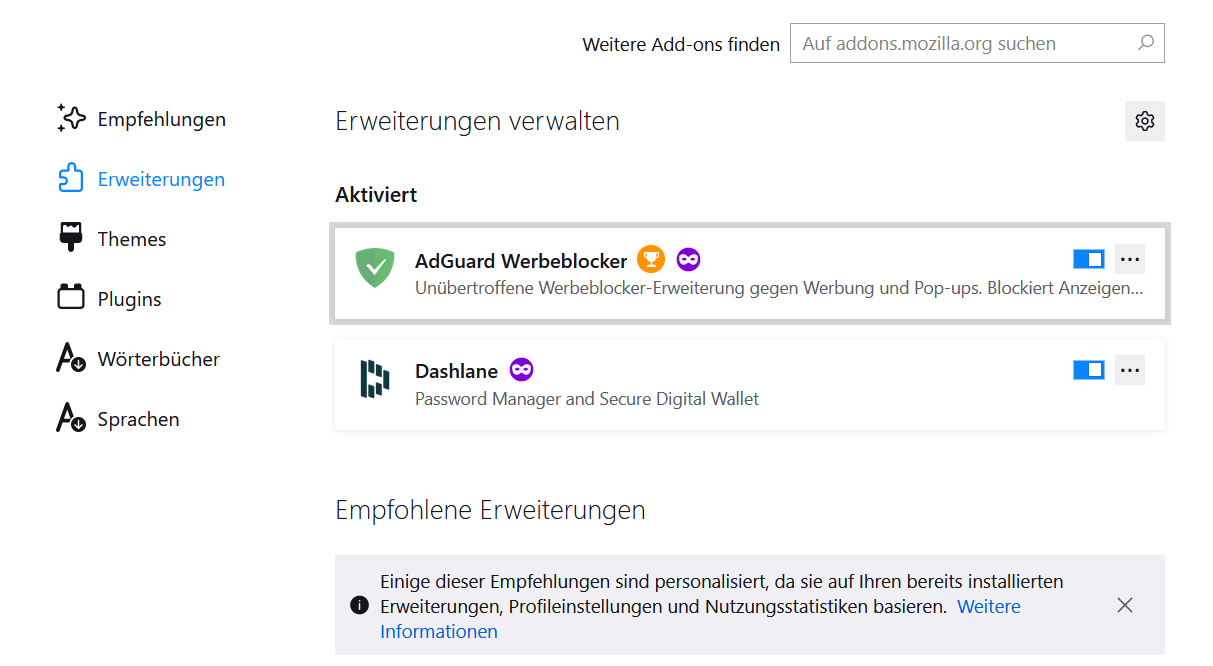 Weitere Add-ons finden
Auf addons.mozilla.org suchen
Empfehlungen
Erweiterungen
Themes
Plugins
Wörterbücher
Sprachen
Erweiterungen verwalten
Aktiviert
AdGuard Werbeblocker
Unübertroffene Werbeblocker-Erweiterung gegen Werbung und Pop-ups. Blockiert Anzeigen...
Dashlane
Password Manager and Secure Digital Wallet
Empfohlene Erweiterungen
Einige dieser Empfehlungen sind personalisiert, da sie auf Ihren bereits installierten
Erweiterungen, Profileinstellungen und Nutzungsstatistiken basieren. Weitere
Informationen